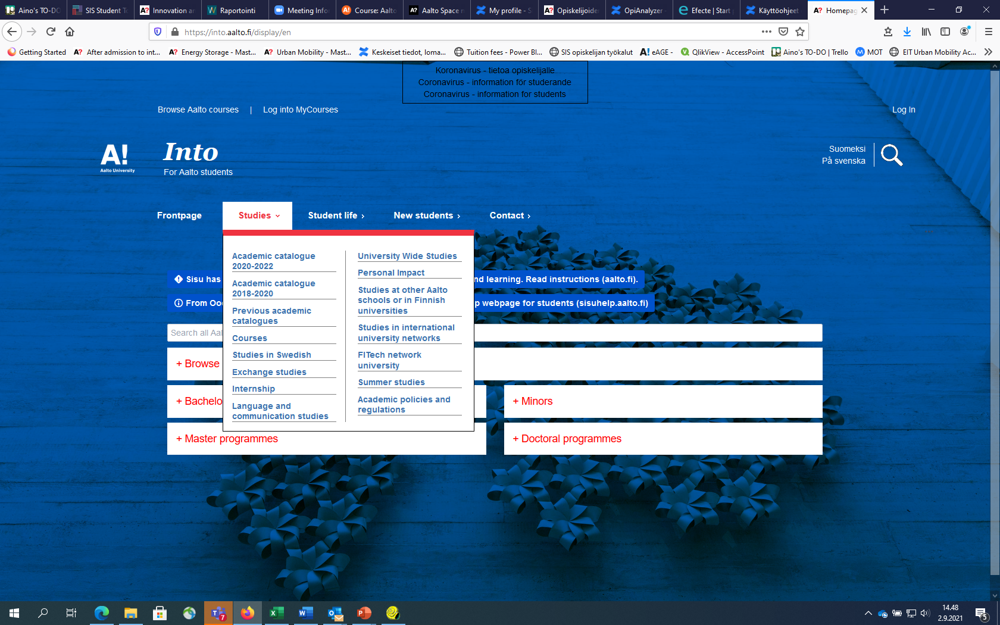 Aino's TO-DO
SIS Student To
Innovation an
Raportointi
Meeting Infor
Course: Aalto
Aalto Space
My profile - S
Opiskelijoider
OpiAnalyzer -
Efecte | Start
Käyttöohjeet
Homepag
https://into.aalto.fi/display/en
Getting Started
After admission to int...
Energy Storage - Mast...
Urban Mobility - Mast...
Keskeiset tiedot, loma...
Tuition fees - Power Bl...
SIS opiskelijan työkalut
eAGE -
QlikView - AccessPoint
Aino's TO-DO | Trello
MOT
EIT Urban Mobility Ac...
Koronavirus - tietoa opiskelijalle
Coronavirus - information för studerande
Coronavirus - information for students
Browse Aalto courses | Log into MyCourses
Log In
A!
Aalto University
Into
For Aalto students
Suomeksi
På svenska
Frontpage
Studies
Student life
New students
Contact
Academic catalogue
2020-2022
Academic catalogue
2018-2020
Previous academic
catalogues
Courses
Studies in Swedish
Exchange studies
Internship
Language and
communication studies
University Wide Studies
Personal Impact
Studies at other Aalto
schools or in Finnish
universities
Studies in international
university networks
FITech network
university
Summer studies
Academic policies and
regulations
Sisu has
nd learning. Read instructions (aalto.fi).
From Ood
p webpage for students (sisuhelp.aalto.fi)
Search all Aal
+ Browse
+ Bachelo
+ Minors
+ Master programmes
+ Doctoral programmes
7
14.48
2.9.2021
5